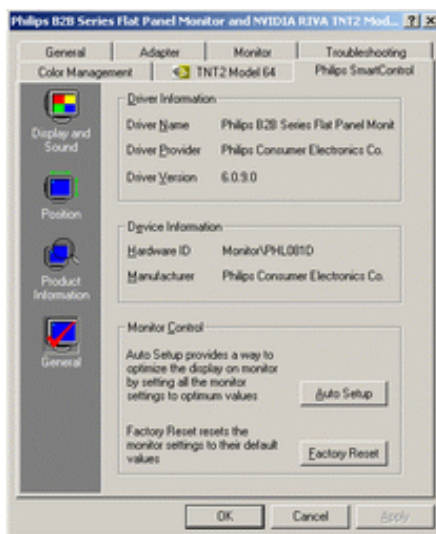 Philips B2B Series Flat Panel Monitor and NVIDIA RIVA TNT2 Mod...
General Adapter Monitor Troubleshooting
Color Management TNT2 Model 64 Philips SmartControl
Display and
Sound
Position
Product
Information
General
Driver Information
Driver Name Philips B2B Series Flat Panel Monit
Driver Provider Philips Consumer Electronics Co.
Driver Version 6.0.9.0
Device Information
Hardware ID Monitor\PHL081D
Manufacturer Philips Consumer Electronics Co.
Monitor Control
Auto Setup provides a way to
optimize the display on monitor
by setting all the monitor
settings to optimum values
Auto Setup
Factory Reset resets the
monitor settings to their default
values
Factory Reset
OK Cancel Apply